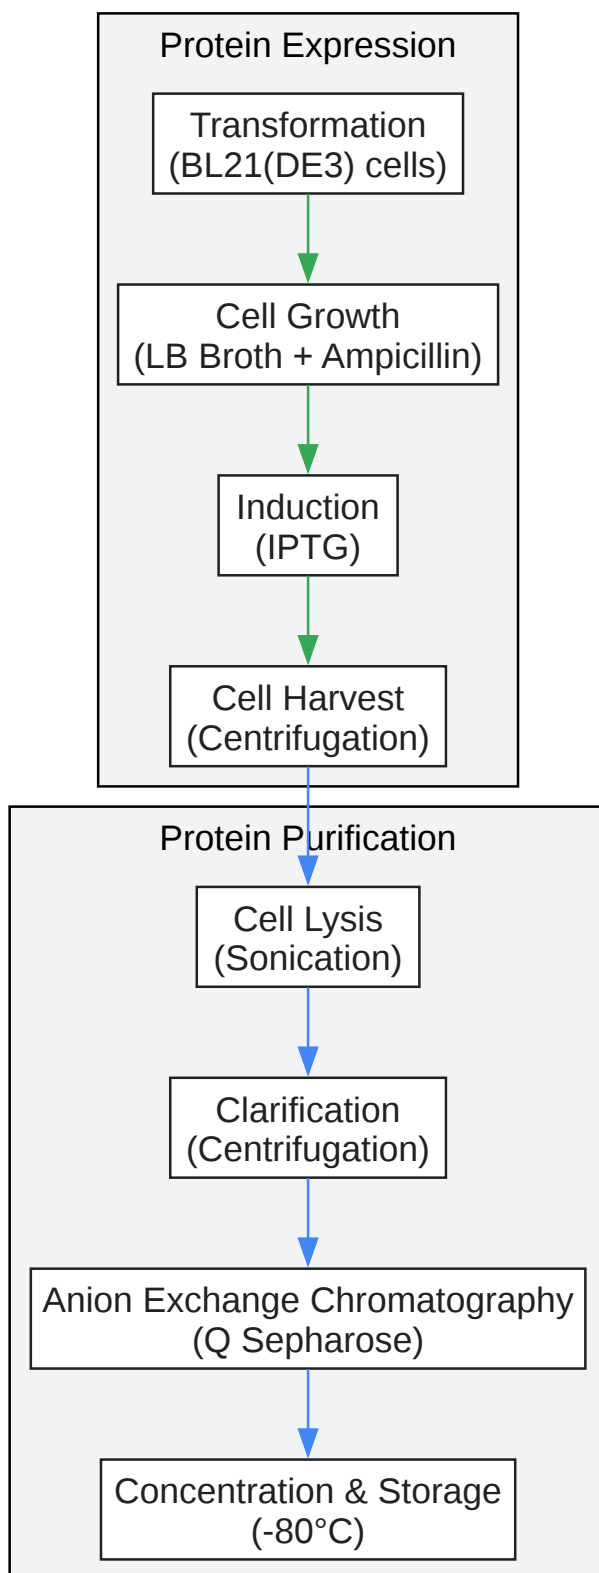 Protein Expression
Transformation
(BL21(DE3) cells)
Cell Growth
(LB Broth + Ampicillin)
Induction
(IPTG)
Cell Harvest
(Centrifugation)
Protein Purification
Cell Lysis
(Sonication)
Clarification
(Centrifugation)
Anion Exchange Chromatography
(Q Sepharose)
Concentration & Storage
(-80°C)